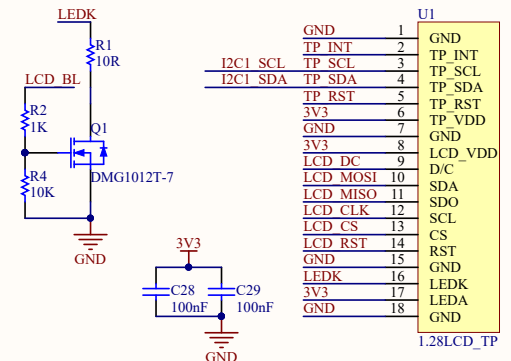 LEDK
R1
10R
LCD_BL
R2
1K
Q1
R4
10K
DMG1012T-7
GND
3V3
C28
100nF
C29
100nF
GND
U1
GND 1 GND
TP_INT 2 TP_INT
I2C1_SCL TP_SCL 3 TP_SCL
I2C1_SDA TP_SDA 4 TP_SDA
TP_RST 5 TP_RST
3V3 6 TP_VDD
GND 7 GND
3V3 8 LCD_VDD
LCD_DC 9 D/C
LCD_MOSI 10 SDA
LCD_MISO 11 SDO
LCD_CLK 12 SCL
LCD_CS 13 CS
LCD_RST 14 RST
GND 15 GND
LEDK 16 LEDK
3V3 17 LEDA
GND 18 GND
1.28LCD_TP